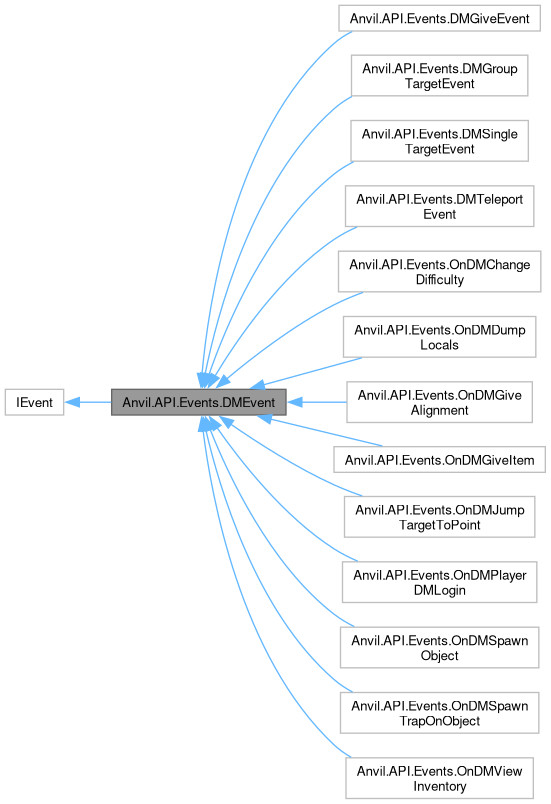 Anvil.API.Events.DMGiveEvent
Anvil.API.Events.DMGroup
TargetEvent
Anvil.API.Events.DMSingle
TargetEvent
Anvil.API.Events.DMTeleport
Event
Anvil.API.Events.OnDMChange
Difficulty
Anvil.API.Events.OnDMDump
Locals
IEvent
Anvil.API.Events.DMEvent
Anvil.API.Events.OnDMGive
Alignment
Anvil.API.Events.OnDMGiveItem
Anvil.API.Events.OnDMJump
TargetToPoint
Anvil.API.Events.OnDMPlayer
DMLogin
Anvil.API.Events.OnDMSpawn
Object
Anvil.API.Events.OnDMSpawn
TrapOnObject
Anvil.API.Events.OnDMView
Inventory